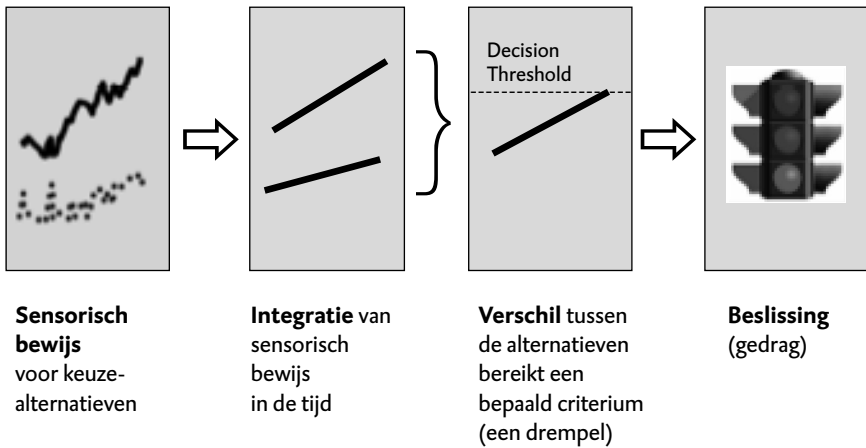 Decision
Threshold
Sensorisch
bewijs
voor keuze-
alternatieven
Integratie van
sensorisch
bewijs
in de tijd
Verschil tussen
de alternatieven
bereikt een
bepaald criterium
(een drempel)
Beslissing
(gedrag)